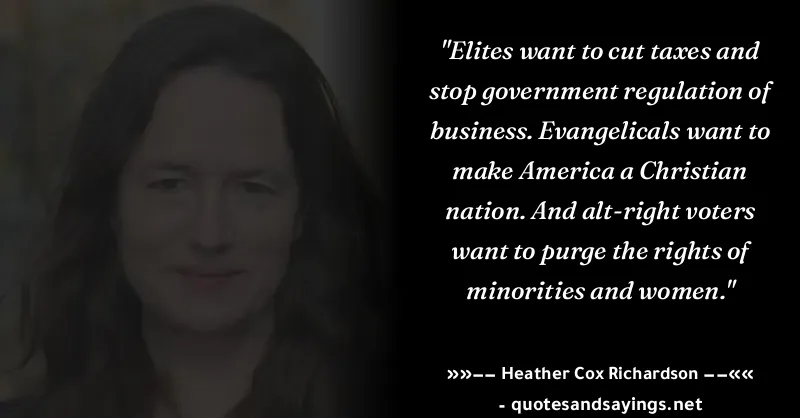 "Elites want to cut taxes and
stop government regulation of
business. Evangelicals want to
make America a Christian
nation. And alt-right voters
want to purge the rights of
minorities and women."
»»–– Heather Cox Richardson ––««
- quotesandsayings.net